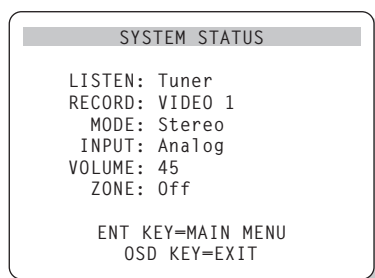 SYSTEM STATUS
LISTEN: Tuner
RECORD: VIDEO 1
MODE: Stereo
INPUT: Analog
VOLUME: 45
ZONE: Off
ENT KEY=MAIN MENU
OSD KEY=EXIT